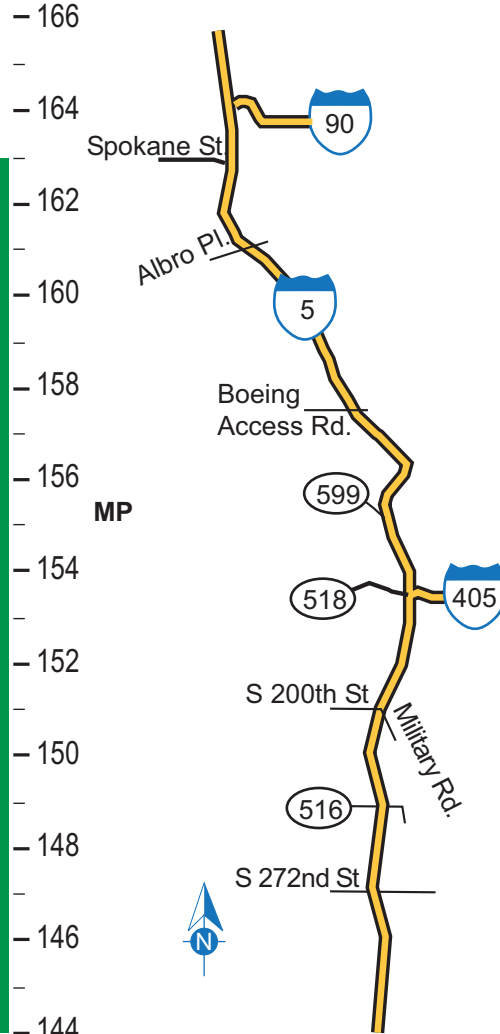 166
164
90
Spokane St.
162
Albro Pl.
160
5
158
Boeing
Access Rd.
156
599
MP
154
518
405
152
S 200th St
Military Rd.
150
516
148
S 272nd St
146
N
144